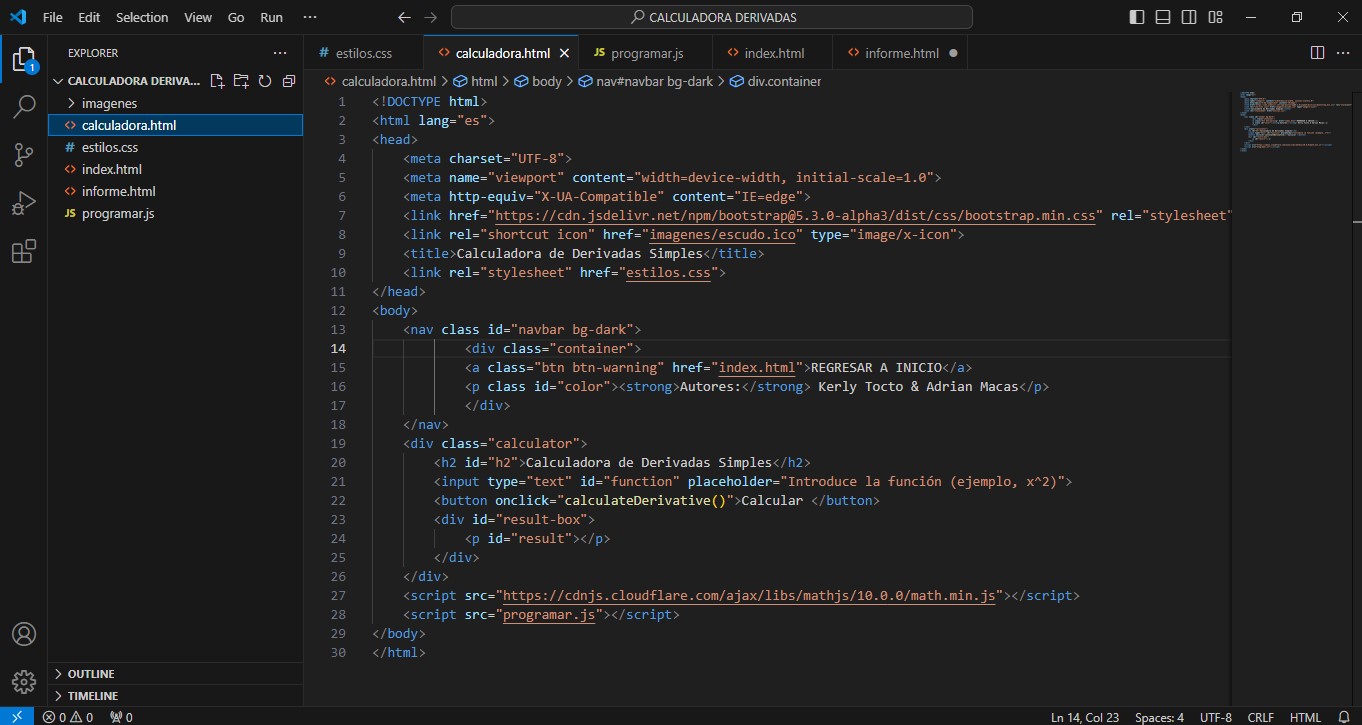 File Edit Selection View Go Run ···
CALCULADORA DERIVADAS
1
EXPLORER ···
CALCULADORA DERIVA...
imagenes
calculadora.html
# estilos.css
index.html
informe.html
JS programar.js
OUTLINE
TIMELINE
# estilos.css
<> calculadora.html
JS programar.js
<> index.html
<> informe.html
<> calculadora.html > html > body > nav#navbar bg-dark > div.container
1 <!DOCTYPE html>
2 <html lang="es">
3 <head>
4 <meta charset="UTF-8">
5 <meta name="viewport" content="width=device-width, initial-scale=1.0">
6 <meta http-equiv="X-UA-Compatible" content="IE=edge">
7 <link href="https://cdn.jsdelivr.net/npm/bootstrap@5.3.0-alpha3/dist/css/bootstrap.min.css" rel="stylesheet"
8 <link rel="shortcut icon" href="imagenes/escudo.ico" type="image/x-icon">
9 <title>Calculadora de Derivadas Simples</title>
10 <link rel="stylesheet" href="estilos.css">
11 </head>
12 <body>
13 <nav class id="navbar bg-dark">
14 <div class="container">
15 <a class="btn btn-warning" href="index.html">REGRESAR A INICIO</a>
16 <p class id="color"><strong>Autores:</strong> Kerly Tocto & Adrian Macas</p>
17 </div>
18 </nav>
19 <div class="calculator">
20 <h2 id="h2">Calculadora de Derivadas Simples</h2>
21 <input type="text" id="function" placeholder="Introduce la función (ejemplo, x^2)">
22 <button onclick="calculateDerivative()">Calcular </button>
23 <div id="result-box">
24 <p id="result"></p>
25 </div>
26 </div>
27 <script src="https://cdnjs.cloudflare.com/ajax/libs/mathjs/10.0.0/math.min.js"></script>
28 <script src="programar.js"></script>
29 </body>
30 </html>
0 0 0
Ln 14, Col 23 Spaces: 4 UTF-8 CRLF HTML